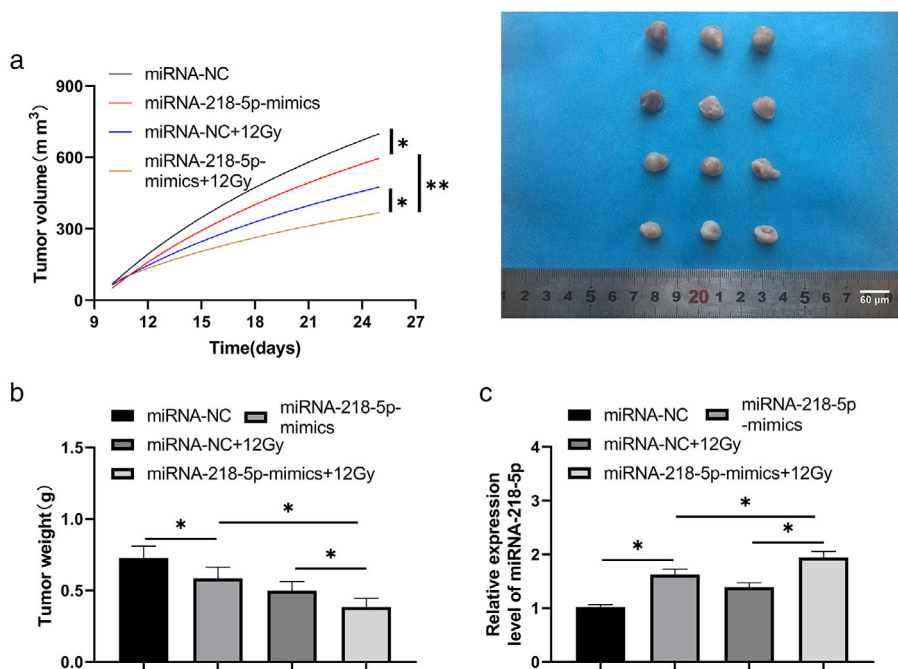 a
Tumor volume (m m³)
900
600
300
0
9
12
15
18
21
24
27
Time(days)
miRNA-NC
miRNA-218-5p-mimics
miRNA-NC+12Gy
miRNA-218-5p-
mimics+12Gy
*
**
*
1 2 3 4 5 6 7 8 9 20 1 2 3 4 5 6 7
60 μm
b
miRNA-NC
miRNA-218-5p-
mimics
miRNA-NC+12Gy
miRNA-218-5p-mimics+12Gy
Tumor weight(g)
1.5
1.0
0.5
0.0
*
*
*
c
miRNA-NC
miRNA-218-5p
-mimics
miRNA-NC+12Gy
miRNA-218-5p-mimics+12Gy
Relative expression
level of miRNA-218-5p
4
3
2
1
0
*
*
*